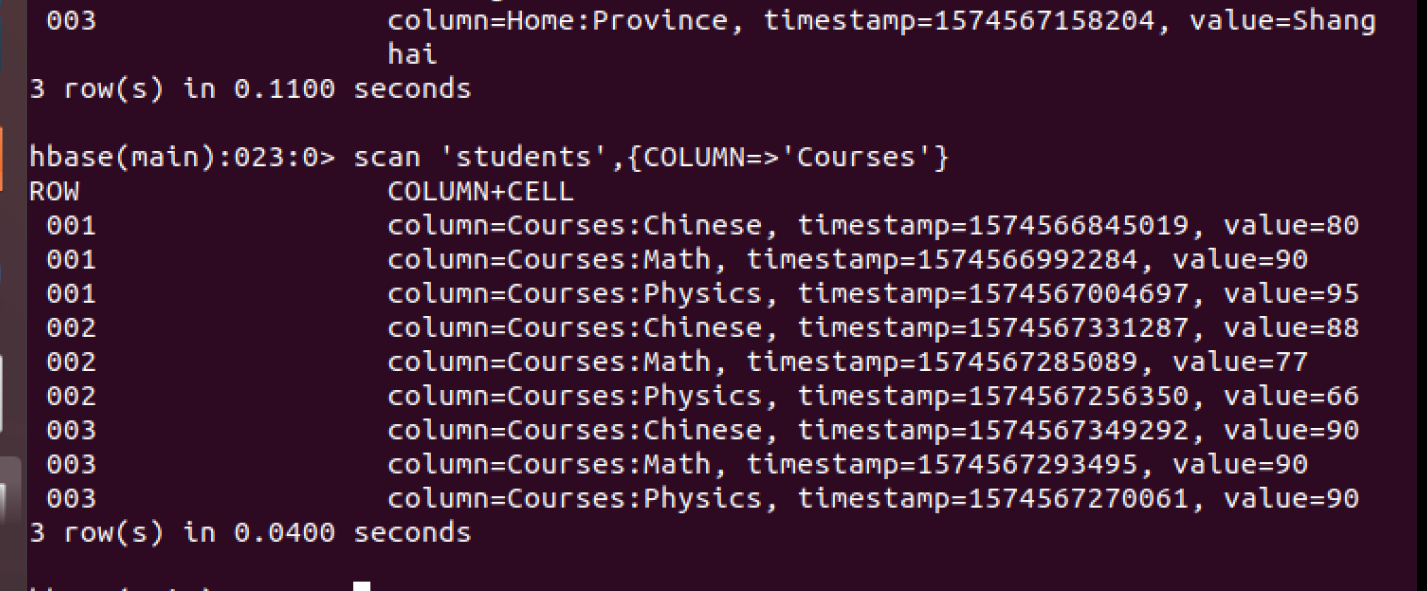 003 column=Home:Province, timestamp=1574567158204, value=Shang
hai
3 row(s) in 0.1100 seconds
hbase(main):023:0> scan 'students',{COLUMN=>'Courses'}
ROW COLUMN+CELL
001 column=Courses:Chinese, timestamp=1574566845019, value=80
001 column=Courses:Math, timestamp=1574566992284, value=90
001 column=Courses:Physics, timestamp=1574567004697, value=95
002 column=Courses:Chinese, timestamp=1574567331287, value=88
002 column=Courses:Math, timestamp=1574567285089, value=77
002 column=Courses:Physics, timestamp=1574567256350, value=66
003 column=Courses:Chinese, timestamp=1574567349292, value=90
003 column=Courses:Math, timestamp=1574567293495, value=90
003 column=Courses:Physics, timestamp=1574567270061, value=90
3 row(s) in 0.0400 seconds